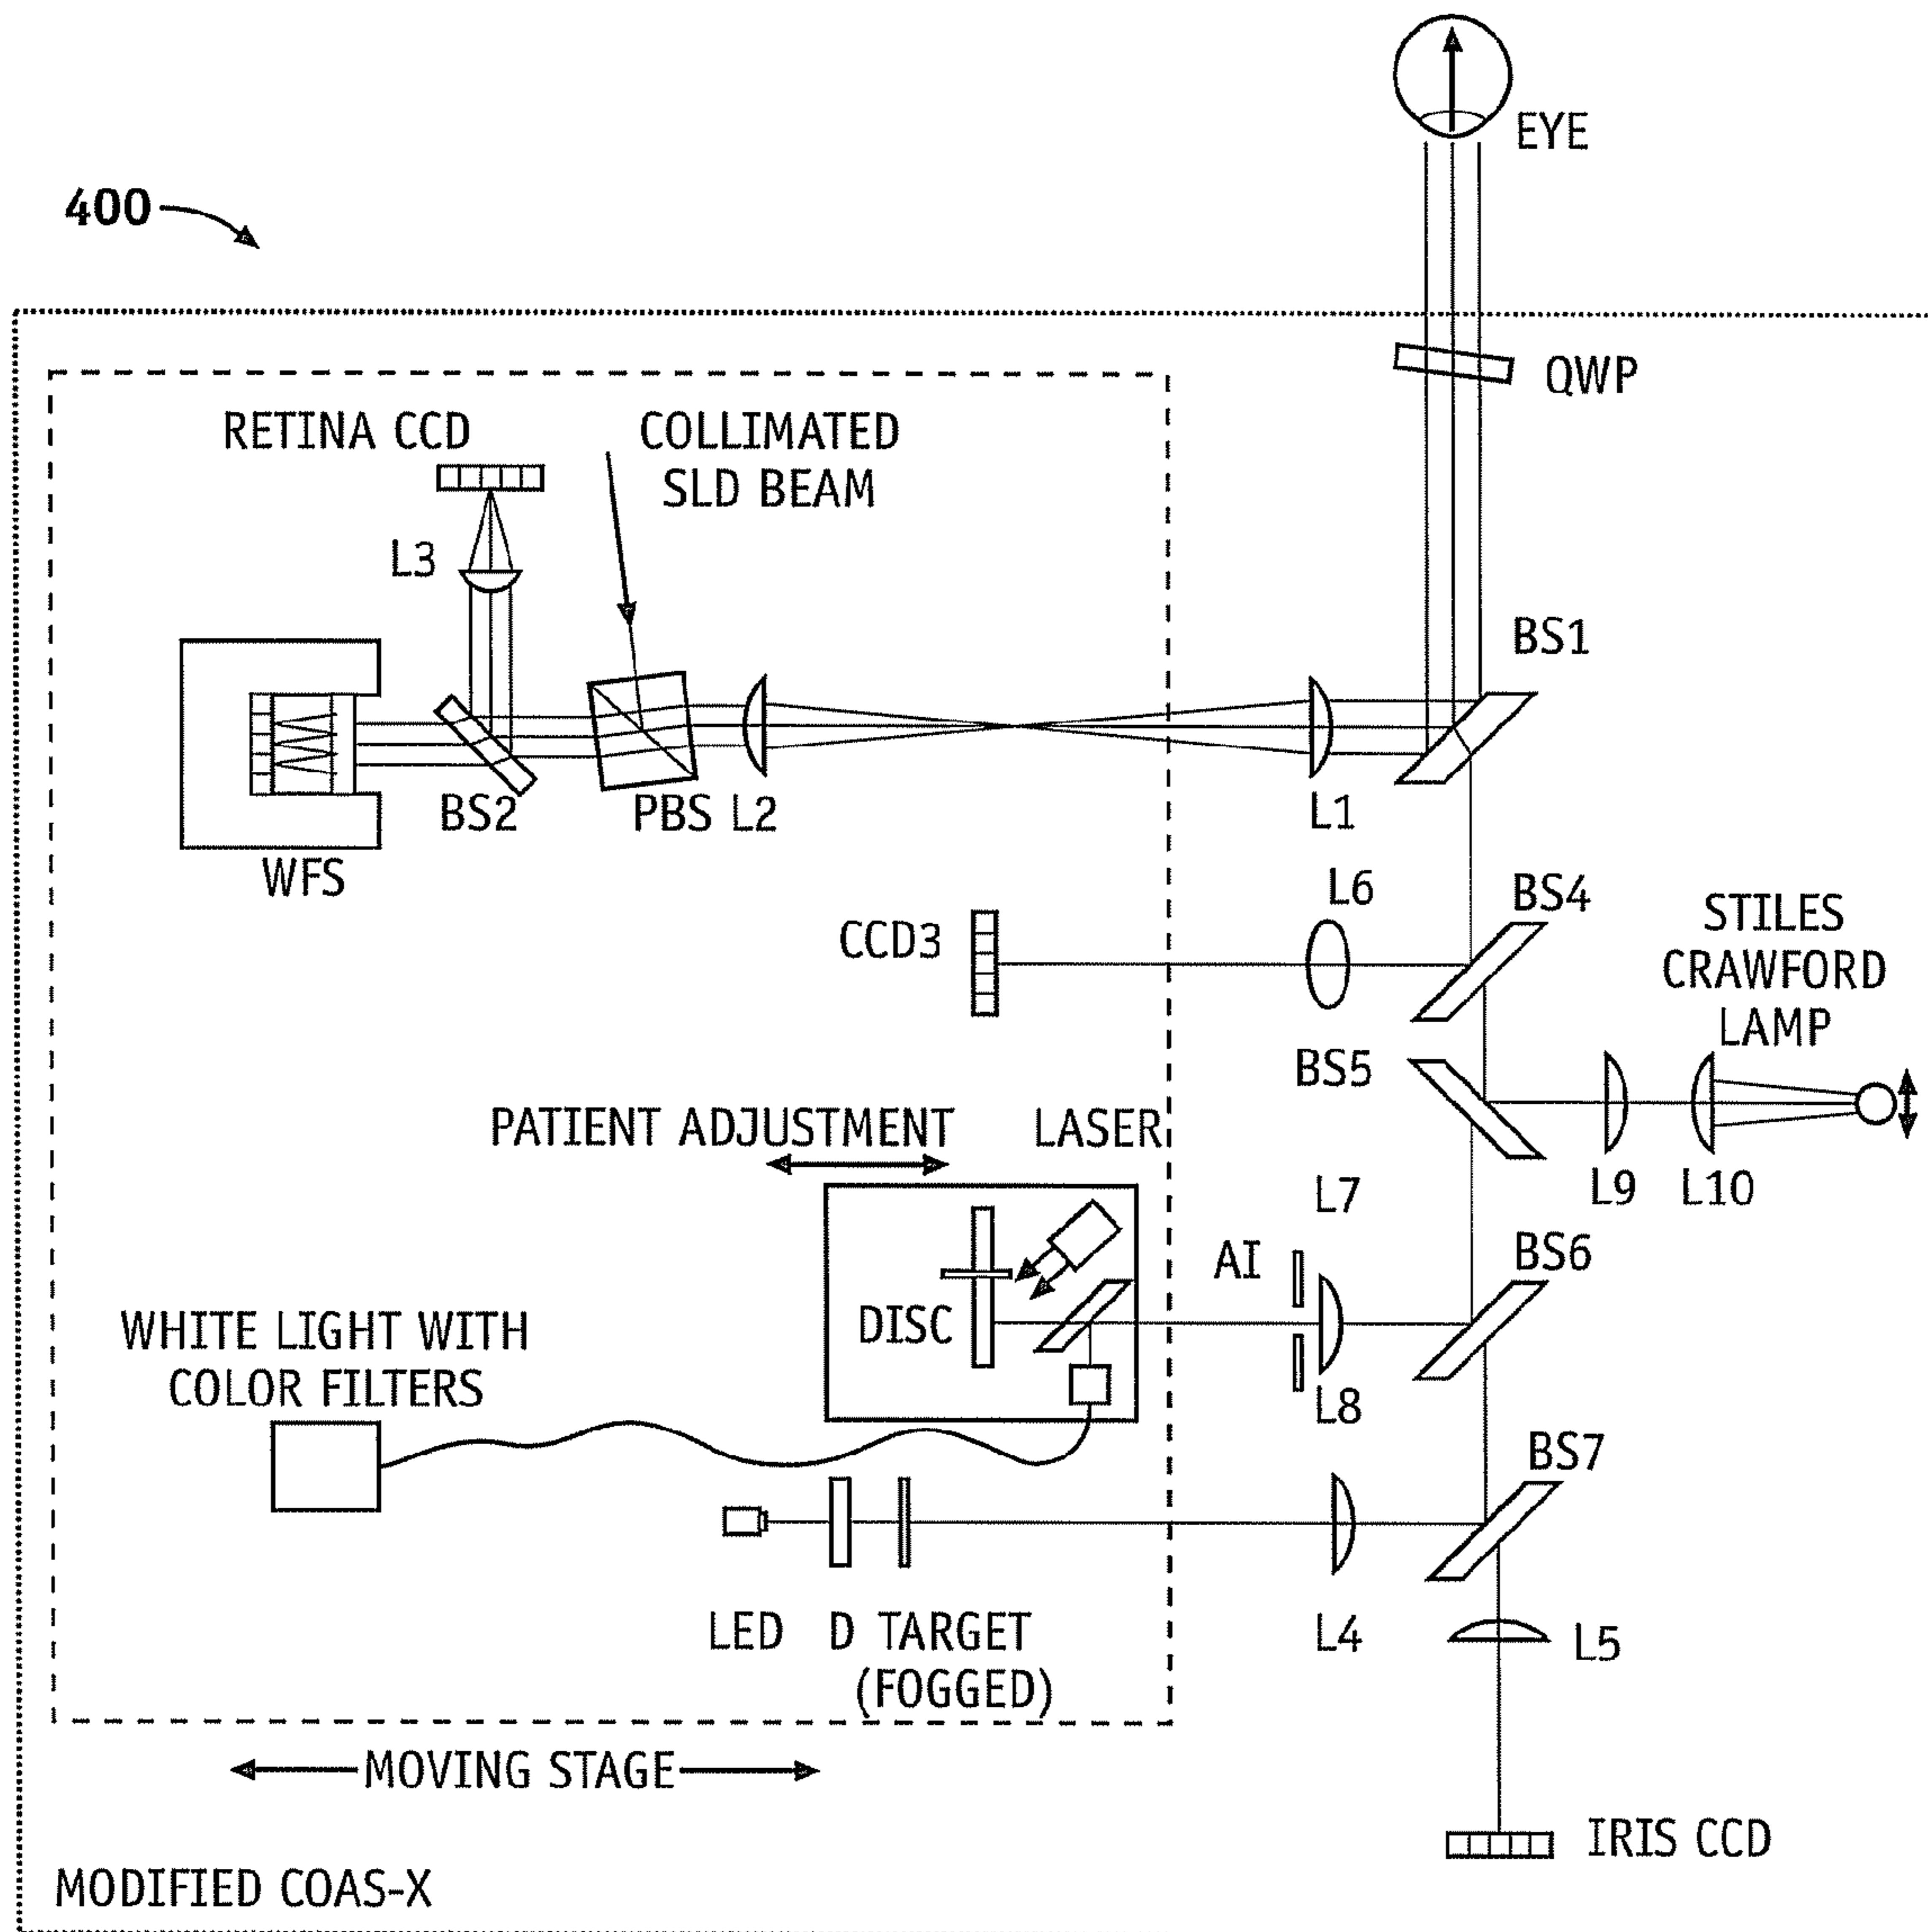 EYE
400
QWP
RETINA CCD
COLLIMATED
SLD BEAM
L3
BS1
BS2
PBS
L2
L1
WFS
L6
BS4
CCD3
STILES
CRAWFORD
LAMP
BS5
PATIENT ADJUSTMENT
LASER
L9
L10
L7
AI
BS6
DISC
WHITE LIGHT WITH
COLOR FILTERS
L8
BS7
LED
D
TARGET
(FOGGED)
L4
L5
MOVING STAGE
IRIS CCD
MODIFIED COAS-X